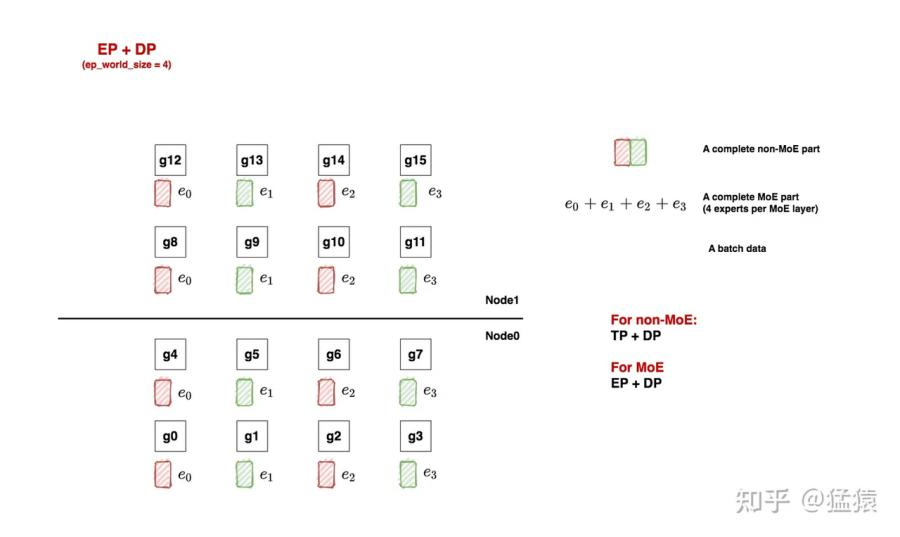 EP + DP
(ep_world_size = 4)
g12 g13 g14 g15
e0 e1 e2 e3
g8 g9 g10 g11
e0 e1 e2 e3
Node1
Node0
g4 g5 g6 g7
e0 e1 e2 e3
g0 g1 g2 g3
e0 e1 e2 e3
A complete non-MoE part
e0 + e1 + e2 + e3
A complete MoE part
(4 experts per MoE layer)
A batch data
For non-MoE:
TP + DP
For MoE
EP + DP
知乎 @猛猿